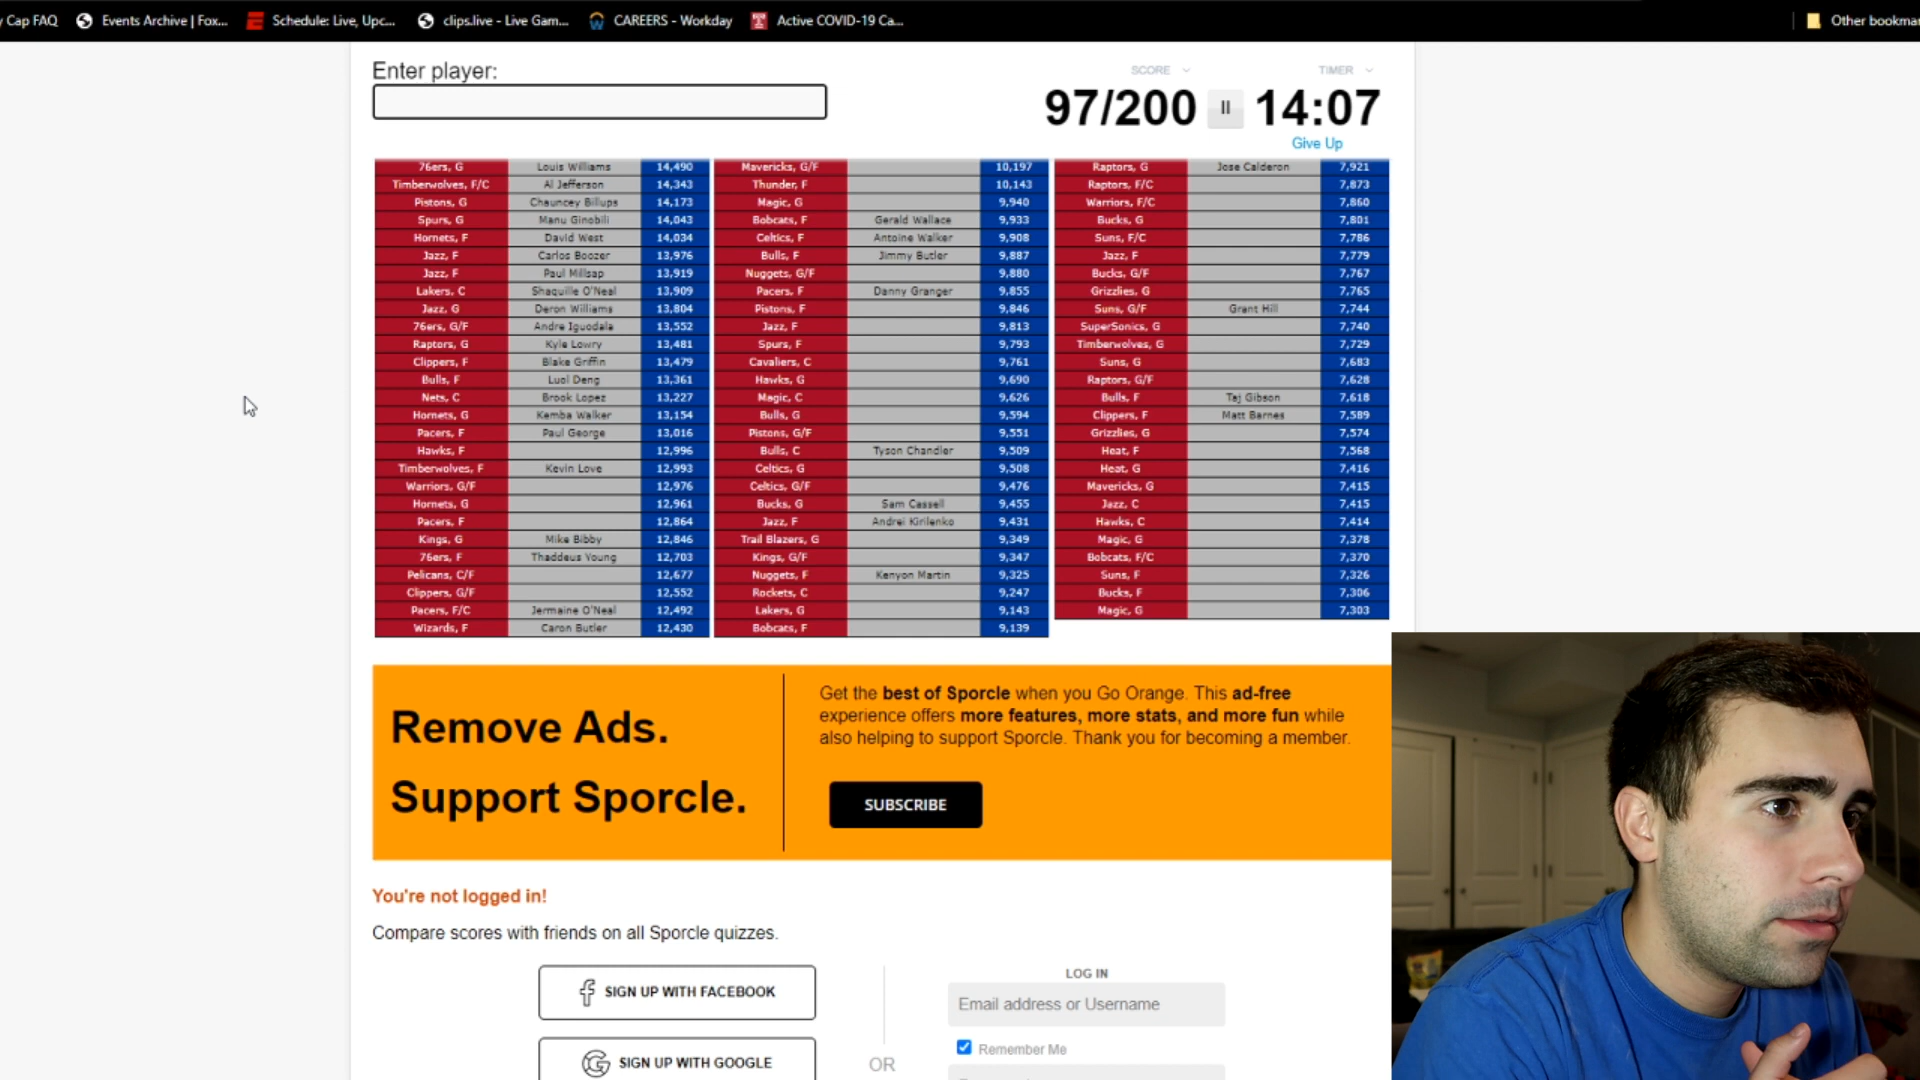 y Cap FAQ Events Archive | Fox... Schedule: Live, Upc... clips.live - Live Gam... CAREERS - Workday Active COVID-19 Ca... Other bookmar
Enter player:
SCORE TIMER
97/200 14:07
Give Up
76ers, G Louis Williams 14,490 Mavericks, G/F 10,197 Raptors, G Jose Calderon 7,921
Timberwolves, F/C Al Jefferson 14,343 Thunder, F 10,143 Raptors, F/C 7,873
Pistons, G Chauncey Billups 14,173 Magic, G 9,940 Warriors, F/C 7,860
Spurs, G Manu Ginobili 14,043 Bobcats, F Gerald Wallace 9,933 Bucks, G 7,801
Hornets, F David West 14,034 Celtics, F Antoine Walker 9,908 Suns, F/C 7,786
Jazz, F Carlos Boozer 13,976 Bulls, F Jimmy Butler 9,887 Jazz, F 7,779
Jazz, F Paul Millsap 13,919 Nuggets, G/F 9,880 Bucks, G/F 7,767
Lakers, C Shaquille O'Neal 13,909 Pacers, F Danny Granger 9,855 Grizzlies, G 7,765
Jazz, G Deron Williams 13,804 Pistons, F 9,846 Suns, G/F Grant Hill 7,744
76ers, G/F Andre Iguodala 13,552 Jazz, F 9,813 SuperSonics, G 7,740
Raptors, G Kyle Lowry 13,481 Spurs, F 9,793 Timberwolves, G 7,729
Clippers, F Blake Griffin 13,479 Cavaliers, C 9,761 Suns, G 7,683
Bulls, F Luol Deng 13,361 Hawks, G 9,690 Raptors, G/F 7,628
Nets, C Brook Lopez 13,227 Magic, C 9,626 Bulls, F Taj Gibson 7,618
Hornets, G Kemba Walker 13,154 Bulls, G 9,594 Clippers, F Matt Barnes 7,589
Pacers, F Paul George 13,016 Pistons, G/F 9,551 Grizzlies, G 7,574
Hawks, F 12,996 Bulls, C Tyson Chandler 9,509 Heat, F 7,568
Timberwolves, F Kevin Love 12,993 Celtics, G 9,508 Heat, G 7,416
Warriors, G/F 12,976 Celtics, G/F 9,476 Mavericks, G 7,415
Hornets, G 12,961 Bucks, G Sam Cassell 9,455 Jazz, C 7,415
Pacers, F 12,864 Jazz, F Andrei Kirilenko 9,431 Hawks, C 7,414
Kings, G Mike Bibby 12,846 Trail Blazers, G 9,349 Magic, G 7,378
76ers, F Thaddeus Young 12,703 Kings, G/F 9,347 Bobcats, F/C 7,370
Pelicans, C/F 12,677 Nuggets, F Kenyon Martin 9,325 Suns, F 7,326
Clippers, G/F 12,552 Rockets, C 9,247 Bucks, F 7,306
Pacers, F/C Jermaine O'Neal 12,492 Lakers, G 9,143 Magic, G 7,303
Wizards, F Caron Butler 12,430 Bobcats, F 9,139
Remove Ads.
Support Sporcle.
Get the best of Sporcle when you Go Orange. This ad-free
experience offers more features, more stats, and more fun while
also helping to support Sporcle. Thank you for becoming a member.
SUBSCRIBE
You're not logged in!
Compare scores with friends on all Sporcle quizzes.
SIGN UP WITH FACEBOOK
SIGN UP WITH GOOGLE
OR
LOG IN
Email address or Username
Remember Me